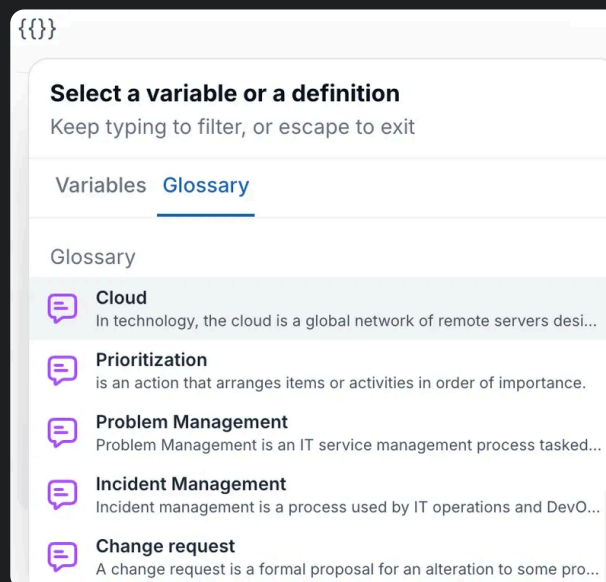 {{}}
Select a variable or a definition
Keep typing to filter, or escape to exit
Variables Glossary
Glossary
Cloud
In technology, the cloud is a global network of remote servers desi...
Prioritization
is an action that arranges items or activities in order of importance.
Problem Management
Problem Management is an IT service management process tasked...
Incident Management
Incident management is a process used by IT operations and DevO...
Change request
A change request is a formal proposal for an alteration to some pro...